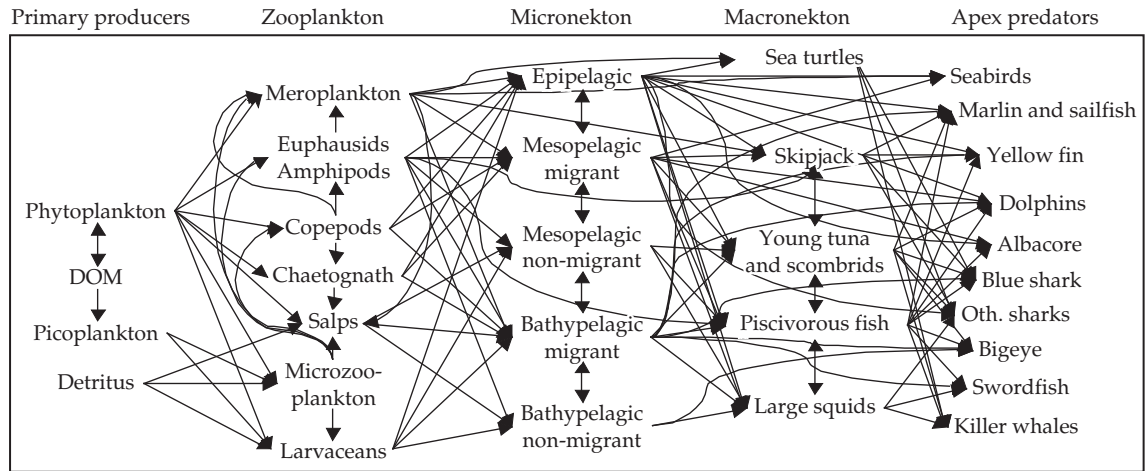 Primary producers
Zooplankton
Micronekton
Macronekton
Apex predators
Phytoplankton
DOM
Picoplankton
Detritus
Meroplankton
Euphausids
Amphipods
Copepods
Chaetognath
Salps
Microzoo-
plankton
Larvaceans
Epipelagic
Mesopelagic
migrant
Mesopelagic
non-migrant
Bathypelagic
migrant
Bathypelagic
non-migrant
Sea turtles
Skipjack
Young tuna
and scombrids
Piscivorous fish
Large squids
Seabirds
Marlin and sailfish
Yellow fin
Dolphins
Albacore
Blue shark
Oth. sharks
Bigeye
Swordfish
Killer whales